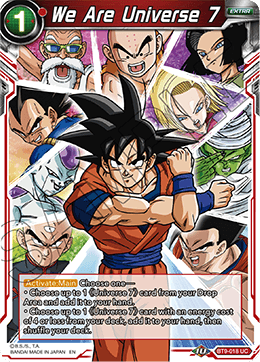 1
We Are Universe 7
EXTRA
Activate:Main Choose one—
• Choose up to 1 《Universe 7》 card from your Drop
Area and add it to your hand.
• Choose up to 1 《Universe 7》 card with an energy cost
of 4 or less from your deck, add it to your hand, then
shuffle your deck.
©B.S./S., T.A.
BANDAI MADE IN JAPAN EN
BT9-018 UC